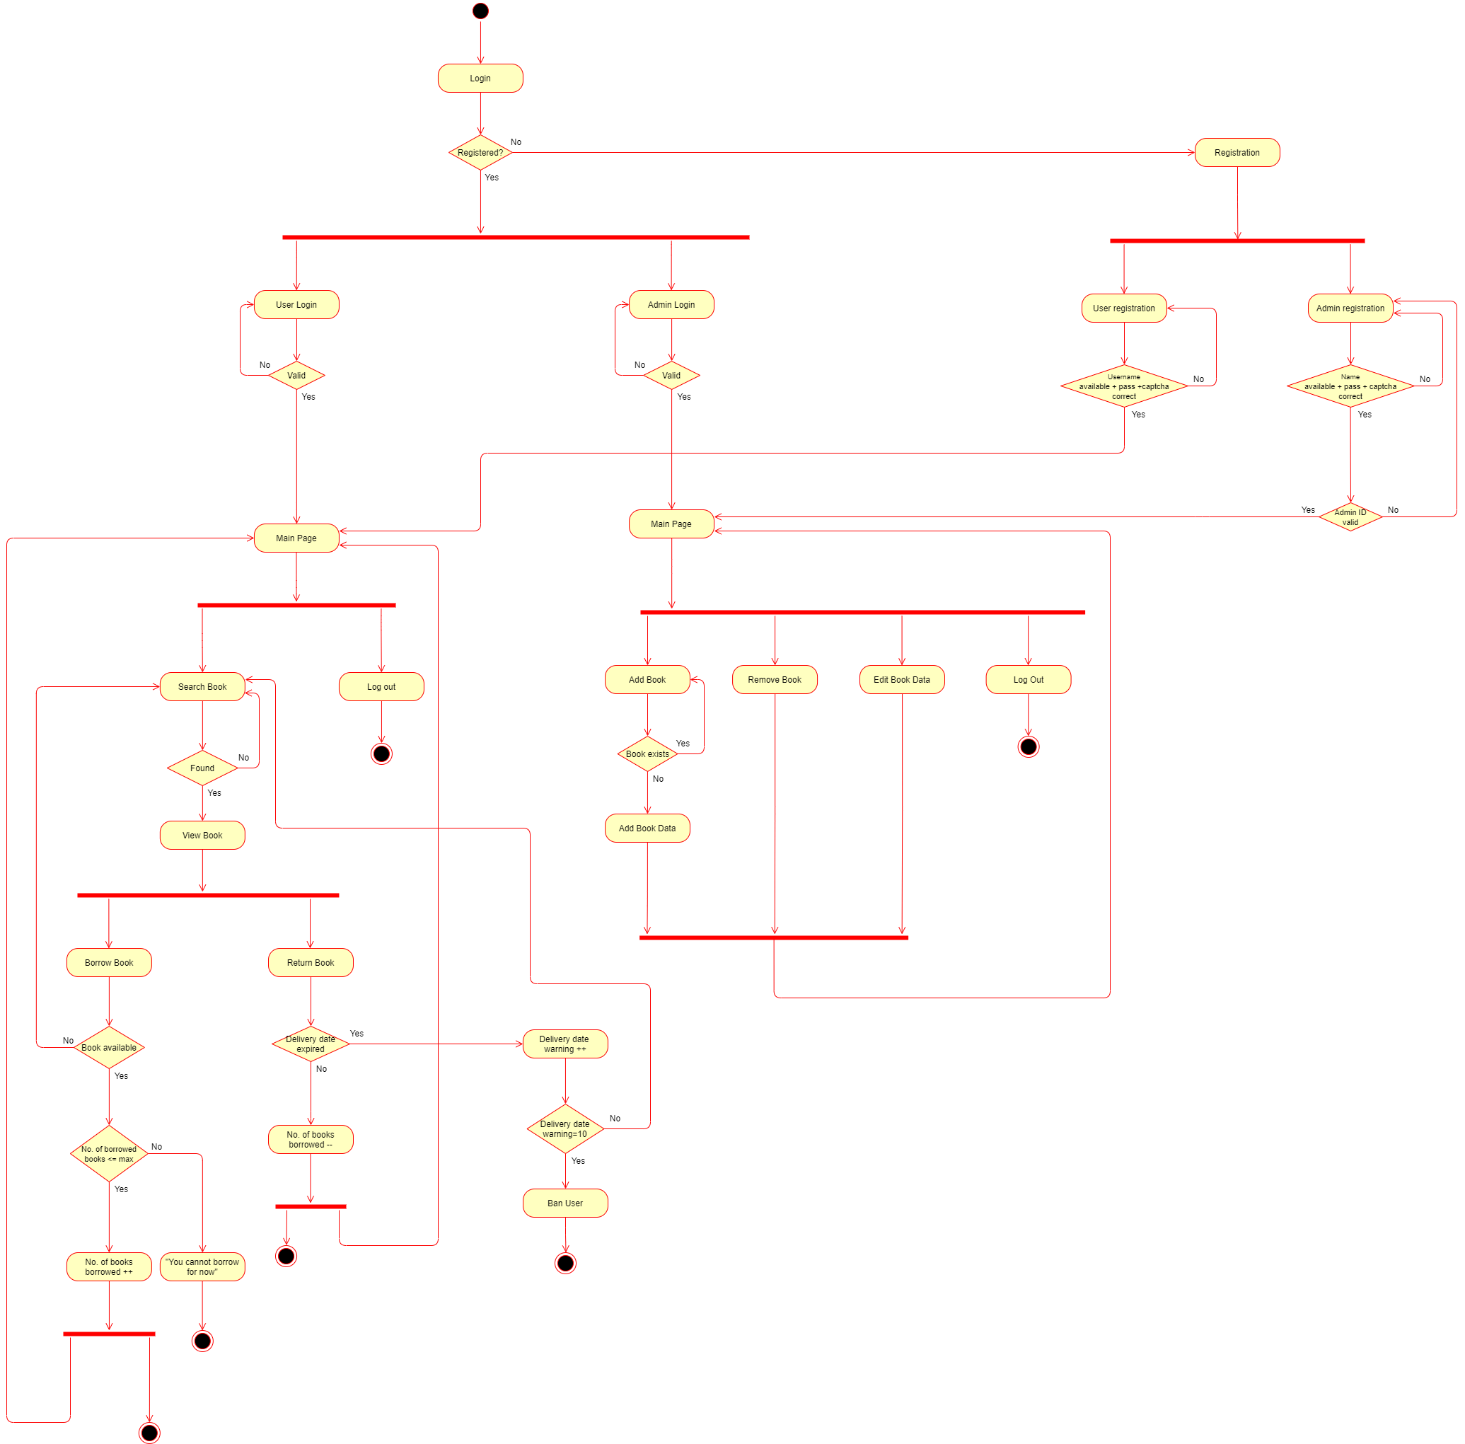 Login
Registered?
No
Yes
Registration
User Login
Admin Login
User registration
Admin registration
No
Valid
Yes
No
Valid
Yes
Username
available + pass +captcha
correct
No
Yes
Name
available + pass + captcha
correct
No
Yes
Yes
Admin ID
valid
No
Main Page
Main Page
Search Book
Log out
Add Book
Remove Book
Edit Book Data
Log Out
Found
No
Yes
Book exists
Yes
No
View Book
Add Book Data
Borrow Book
Return Book
No
Book available
Yes
Delivery date
expired
Yes
No
Delivery date
warning ++
No. of borrowed
books <= max
No
Yes
No. of books
borrowed --
Delivery date
warning=10
No
Yes
Ban User
No. of books
borrowed ++
"You cannot borrow
for now"